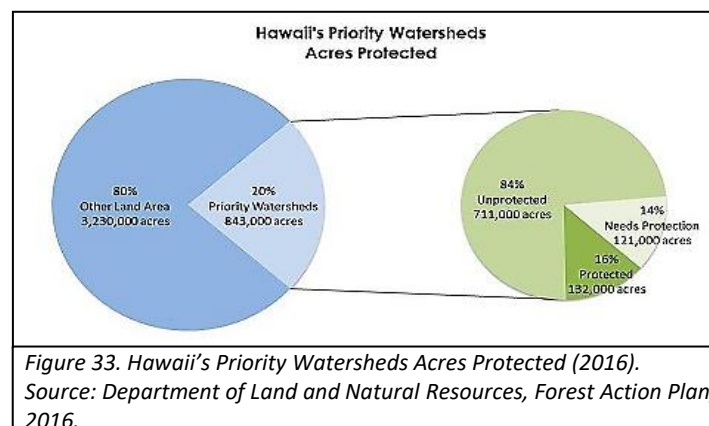 Hawaii's Priority Watersheds
Acres Protected
80%
Other Land Area
3,230,000 acres
20%
Priority Watersheds
843,000 acres
84%
Unprotected
711,000 acres
14%
Needs Protection
121,000 acres
16%
Protected
132,000 acres
Figure 33. Hawaii's Priority Watersheds Acres Protected (2016).
Source: Department of Land and Natural Resources, Forest Action Plan
2016.